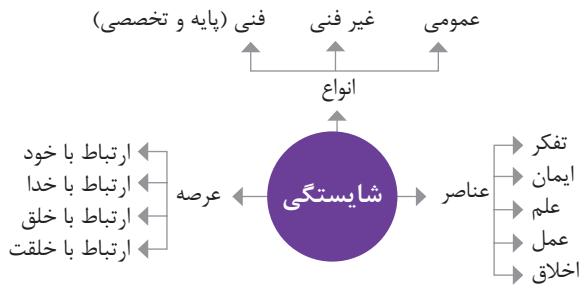 عمومی
غیر فنی
فنی (پایه و تخصصی)
انواع
شایستگی
عناصر
تفکر
ایمان
علم
عمل
اخلاق
عرصه
ارتباط با خود
ارتباط با خدا
ارتباط با خلق
ارتباط با خلقت